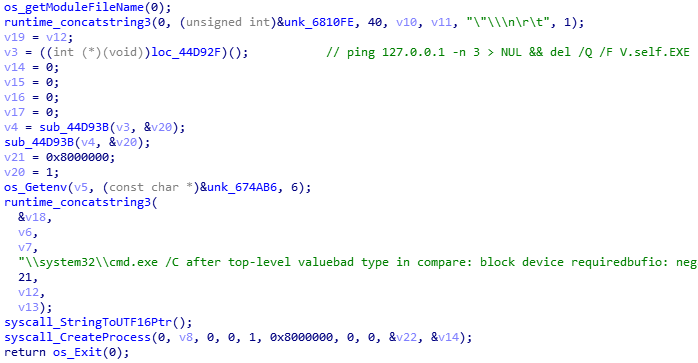 os_getModuleFileName(0);
runtime_concatstring3(0, (unsigned int)&unk_6810FE, 40, v10, v11, "\"\\\n\r\t", 1);
v19 = v12;
v3 = ((int (*)(void))loc_44D92F)(); // ping 127.0.0.1 -n 3 > NUL && del /Q /F V.self.EXE
v14 = 0;
v15 = 0;
v16 = 0;
v17 = 0;
v4 = sub_44D93B(v3, &v20);
sub_44D93B(v4, &v20);
v21 = 0x8000000;
v20 = 1;
os_Getenv(v5, (const char *)&unk_674AB6, 6);
runtime_concatstring3(
&v18,
v6,
v7,
"\\system32\\cmd.exe /C after top-level valuebad type in compare: block device requiredbufio: neg
21,
v12,
v13);
syscall_StringToUTF16Ptr();
syscall_CreateProcess(0, v8, 0, 0, 1, 0x8000000, 0, 0, &v22, &v14);
return os_Exit(0);